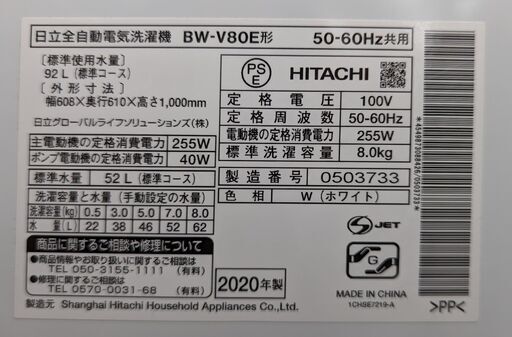 日立全自動電気洗濯機 BW-V80E形 50-60Hz共用
〔標準使用水量〕
92L(標準コース)
〔外形寸法〕
幅608×奥行610×高さ1,000mm
日立グローバルライフソリューションズ(株)
主電動機の定格消費電力 255W
ポンプ電動機の定格消費電力 40W
標準水量 52L(標準コース)
洗濯容量と水量(手動設定の水量)
洗濯容量(kg) 0.5 3.0 5.0 7.0 8.0
水量(L) 22 38 46 52 62
商品に関するご相談や修理について
商品情報やお取り扱いに関するご相談
TEL 050-3155-1111(有料)
修理に関するご相談
TEL 0570-0031-68(有料)
2020年製
製造元 Shanghai Hitachi Household Appliances Co.,Ltd.
PSE
HITACHI
定格電圧 100V
定格周波数 50-60Hz
電動機の定格消費電力 255W
標準洗濯容量 8.0kg
製造番号 0503733
色相 W(ホワイト)
JET
G
MADE IN CHINA
1CHSE7219-A
>PP<